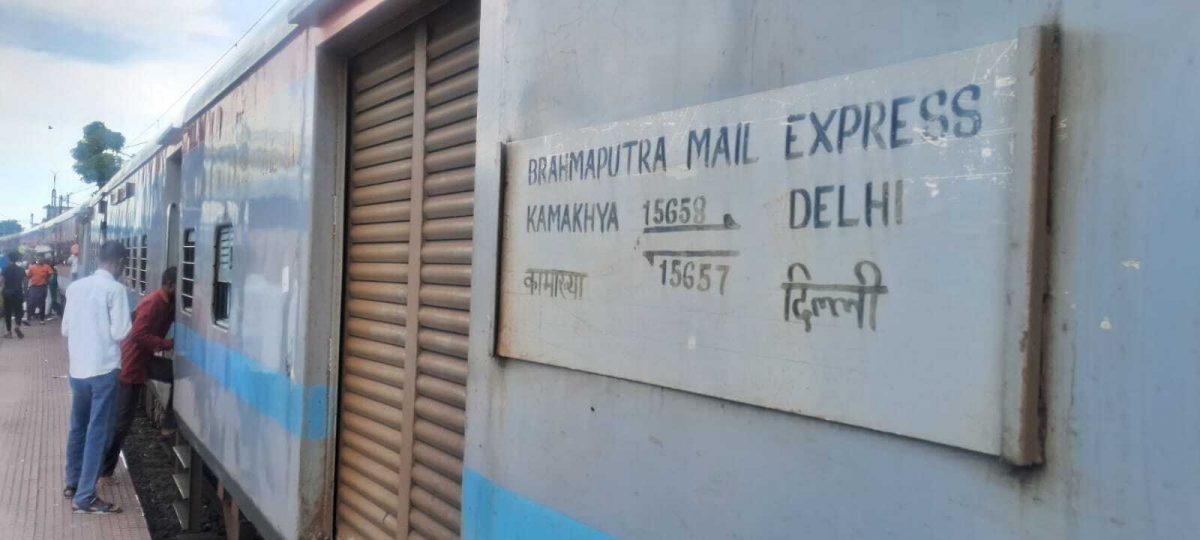 BRAHMAPUTRA MAIL EXPRESS
KAMAKHYA 15658 DELHI
कामाख्या 15657 दिल्ली